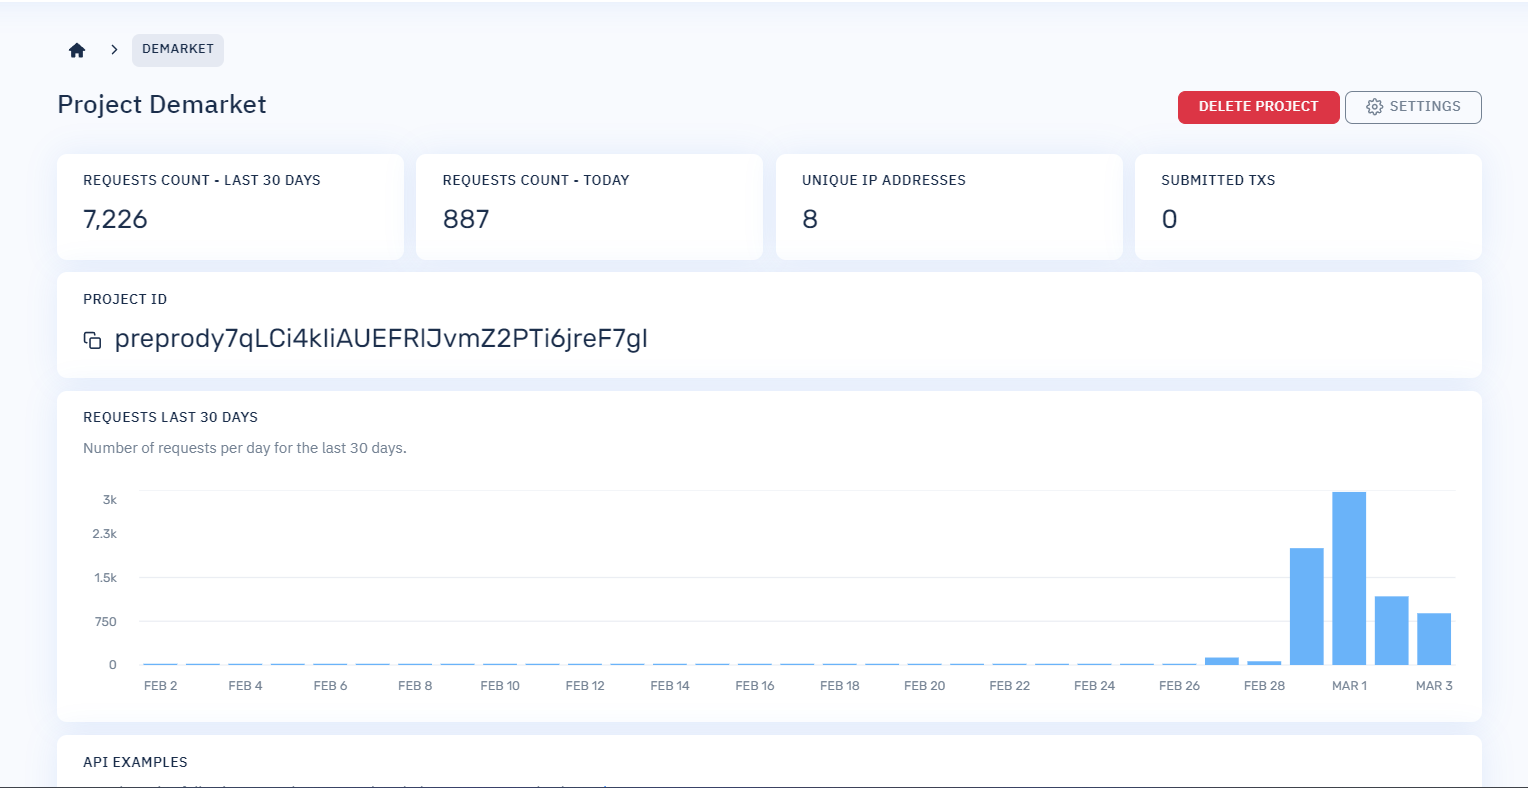 DEMARKET
Project Demarket
DELETE PROJECT
SETTINGS
REQUESTS COUNT - LAST 30 DAYS
7,226
REQUESTS COUNT - TODAY
887
UNIQUE IP ADDRESSES
8
SUBMITTED TXS
0
PROJECT ID
preprody7qLCi4kIiAUEFRlJvmZ2PTi6jreF7gI
REQUESTS LAST 30 DAYS
Number of requests per day for the last 30 days.
3k
2.3k
1.5k
750
0
FEB 2 FEB 4 FEB 6 FEB 8 FEB 10 FEB 12 FEB 14 FEB 16 FEB 18 FEB 20 FEB 22 FEB 24 FEB 26 FEB 28 MAR 1 MAR 3
API EXAMPLES